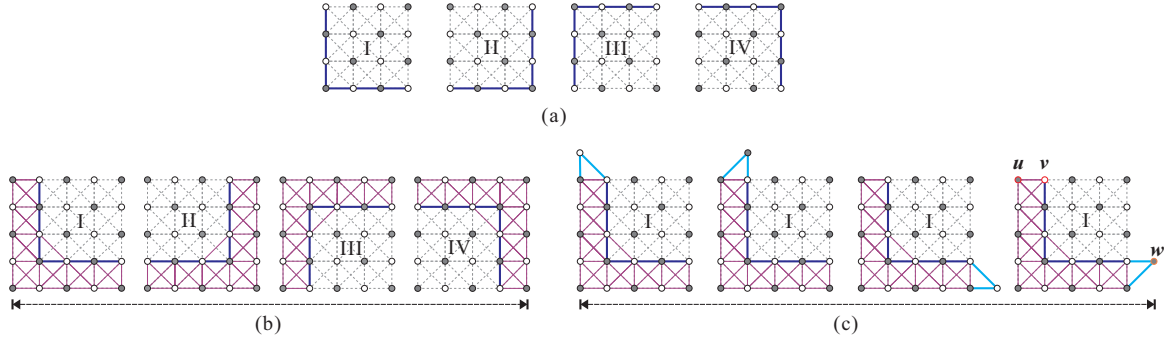 I II III IV
(a)
u v
I II I I I I
w
III IV
(b) (c)